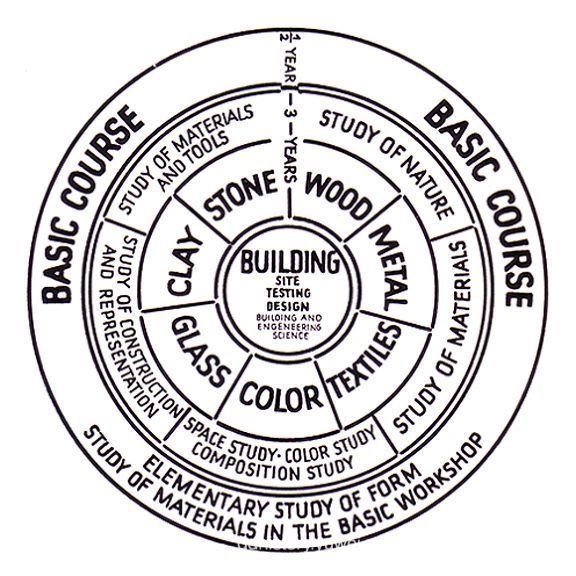 ½ YEAR
3
YEARS
BASIC COURSE
BASIC COURSE
ELEMENTARY STUDY OF FORM
STUDY OF MATERIALS IN THE BASIC WORKSHOP
STUDY OF NATURE
STUDY OF MATERIALS
SPACE STUDY · COLOR STUDY
COMPOSITION STUDY
STUDY OF CONSTRUCTION
AND REPRESENTATION
STUDY OF MATERIALS
AND TOOLS
STONE
WOOD
METAL
TEXTILES
COLOR
GLASS
CLAY
BUILDING
SITE
TESTING
DESIGN
BUILDING AND
ENGENEERING
SCIENCE